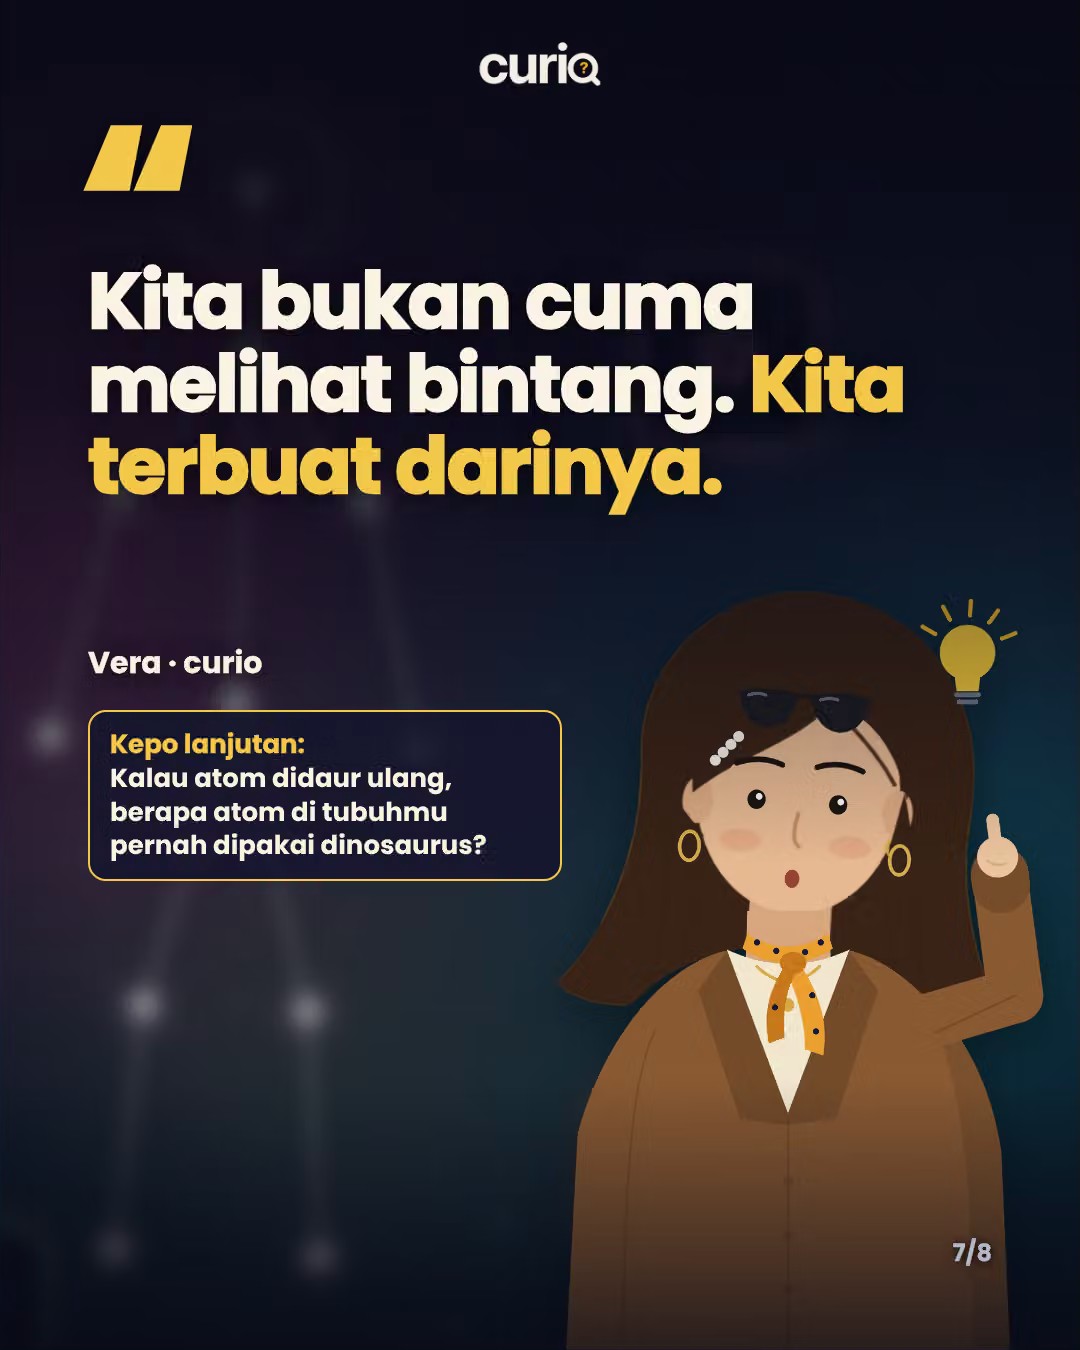 curio
Kita bukan cuma
melihat bintang. Kita
terbuat darinya.
Vera · curio
Kepo lanjutan:
Kalau atom didaur ulang,
berapa atom di tubuhmu
pernah dipakai dinosaurus?
7/8